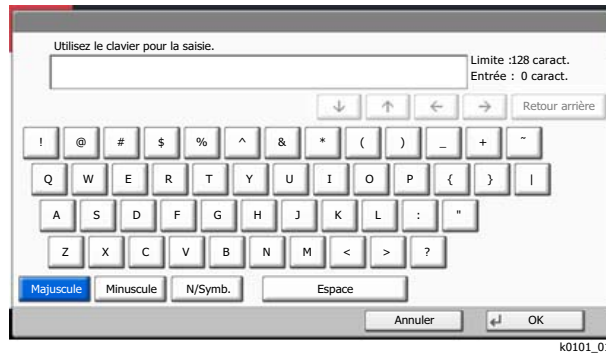 Utilisez le clavier pour la saisie.
Limite :128 caract.
Entrée : 0 caract.
↓ ↑ ← → Retour arrière
! @ # $ % ^ & * ( ) _ + ~
Q W E R T Y U I O P { } |
A S D F G H J K L : "
Z X C V B N M < > ?
Majuscule Minuscule N/Symb. Espace
Annuler ↵ OK